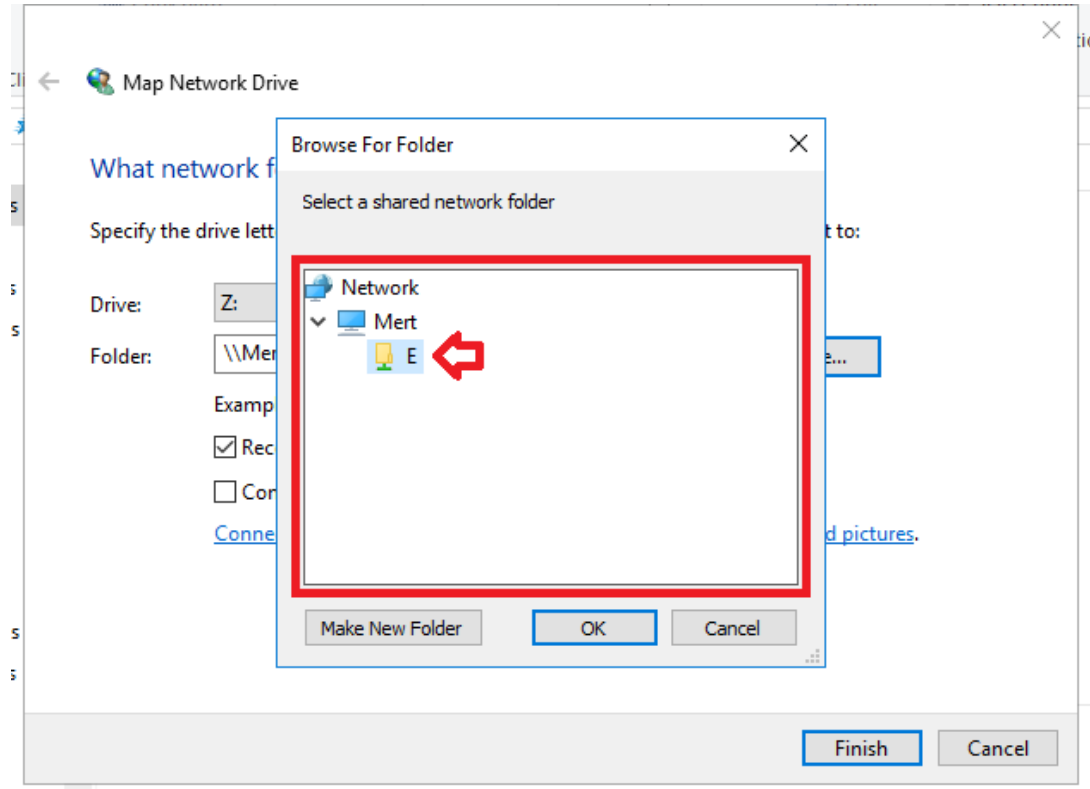 Map Network Drive
Browse For Folder
What network f
Select a shared network folder
Specify the drive lett
t to:
Network
Drive:
Z:
Mert
Folder:
\\Mer
E
e...
Examp
Rec
Con
Conne
d pictures.
Make New Folder
OK
Cancel
Finish
Cancel